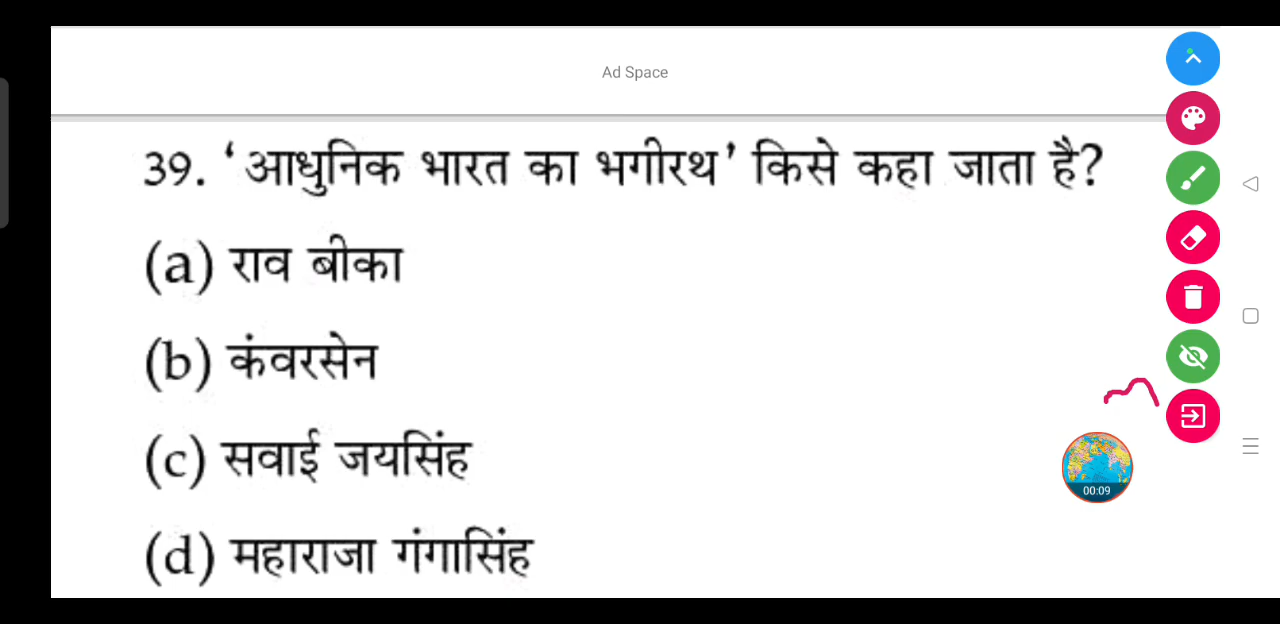 Ad Space
39. ‘आधुनिक भारत का भगीरथ’ किसे कहा जाता है?
(a) राव बीका
(b) कंवरसेन
(c) सवाई जयसिंह
(d) महाराजा गंगासिंह
00:09